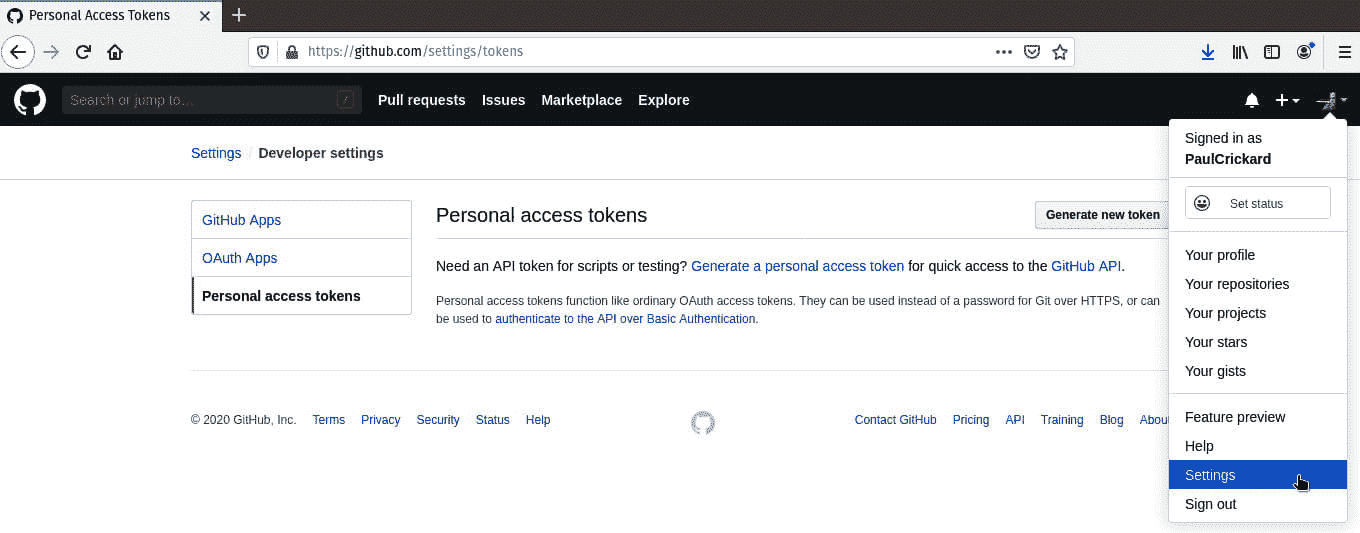 Personal Access Tokens
https://github.com/settings/tokens
Search or jump to... /
Pull requests Issues Marketplace Explore
Signed in as
PaulCrickard
Set status
Your profile
Your repositories
Your projects
Your stars
Your gists
Feature preview
Help
Settings
Sign out
Settings / Developer settings
GitHub Apps
OAuth Apps
Personal access tokens
Personal access tokens
Generate new token
Need an API token for scripts or testing? Generate a personal access token for quick access to the GitHub API.
Personal access tokens function like ordinary OAuth access tokens. They can be used instead of a password for Git over HTTPS, or can
be used to authenticate to the API over Basic Authentication.
© 2020 GitHub, Inc. Terms Privacy Security Status Help
Contact GitHub Pricing API Training Blog About